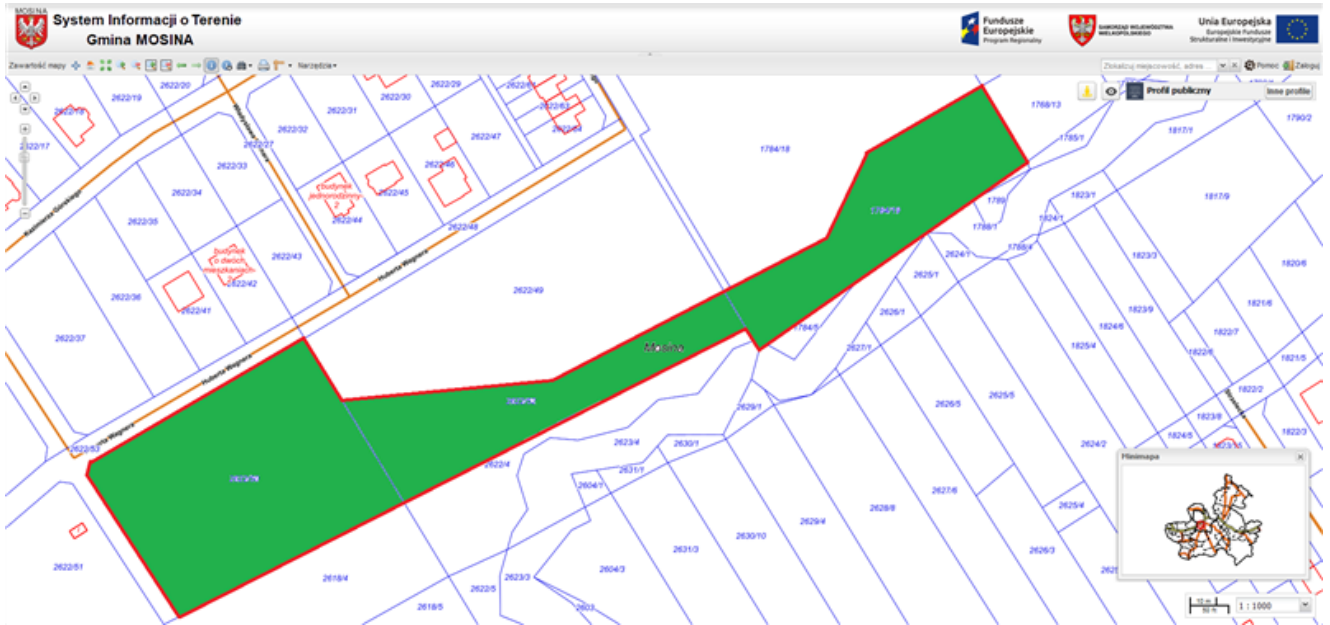 MOSINA
System Informacji o Terenie
Gmina MOSINA
Fundusze
Europejskie
Program Regionalny
SAMORZĄD WOJEWÓDZTWA
WIELKOPOLSKIEGO
Unia Europejska
Europejskie Fundusze
Strukturalne i Inwestycyjne
Zawartość mapy
Narzędzia
Zlokalizuj miejscowość, adres ...
Pomoc
Zaloguj
Profil publiczny
Inne profile
2622/19
2622/20
2622/31
2622/30
2622/29
2622/63
1768/13
1790/2
2622/17
2622/32
2622/27
2622/47
2622/33
1784/18
1785/1
1817/1
2622/34
2622/46
2622/45
budynek
jednorodzinny
2
2622/44
1823/1
1817/9
Kazimierza Górskiego
2622/35
2622/48
1789
1824/1
1788/1
1788/4
budynek
o dwóch
mieszkaniach
2622/43
2622/42
Huberta Wagnera
2624/1
1823/3
1820/6
2622/36
2622/41
2622/49
2625/1
2626/1
1823/9
1821/6
2622/37
1784/5
1824/6
1822/7
Mosina
2627/1
1825/4
1822/6
1821/5
Huberta Wagnera
2625/5
1822/2
2629/1
2626/5
1823/8
2622/53
2623/4
2630/1
2624/2
1824/5
1822/3
2622/4
2631/1
2604/1
Minimapa
2627/6
2628/8
2625/4
2629/4
2630/10
2631/3
2626/3
2622/51
2604/3
2618/4
2623/3
2622/5
2618/5
2603
10 m
50 ft
1 : 1000